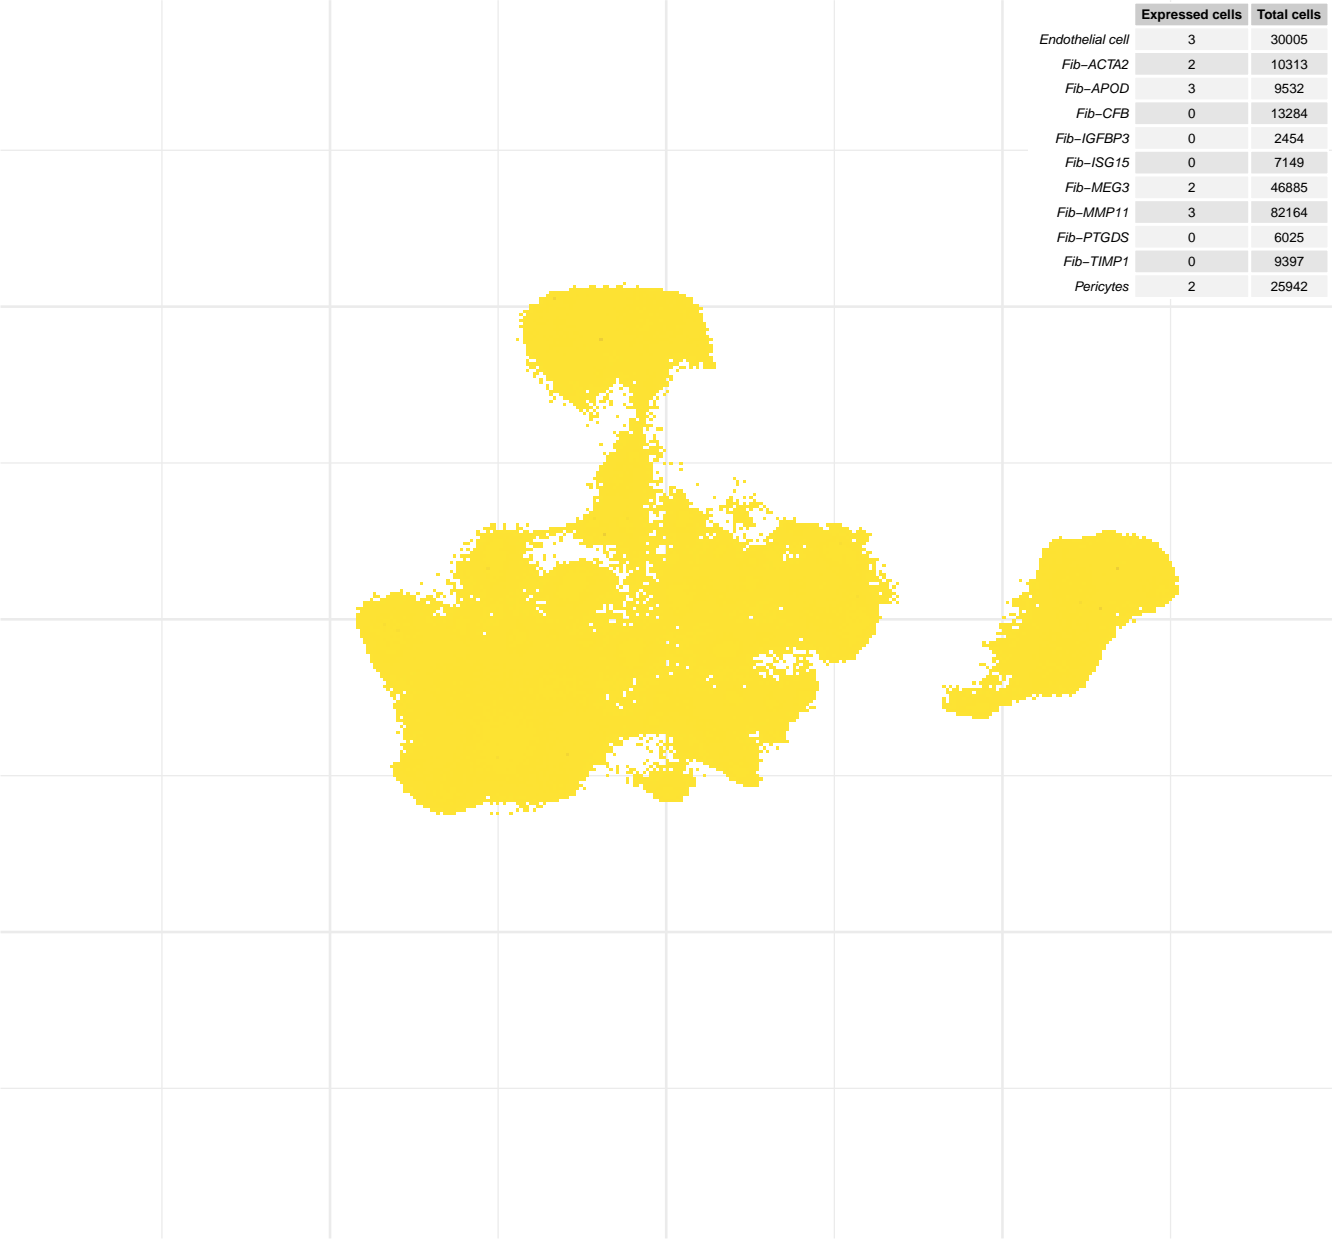 Expressed cells Total cells
Endothelial cell 3 30005
Fib−ACTA2 2 10313
Fib−APOD 3 9532
Fib−CFB 0 13284
Fib−IGFBP3 0 2454
Fib−ISG15 0 7149
Fib−MEG3 2 46885
Fib−MMP11 3 82164
Fib−PTGDS 0 6025
Fib−TIMP1 0 9397
Pericytes 2 25942